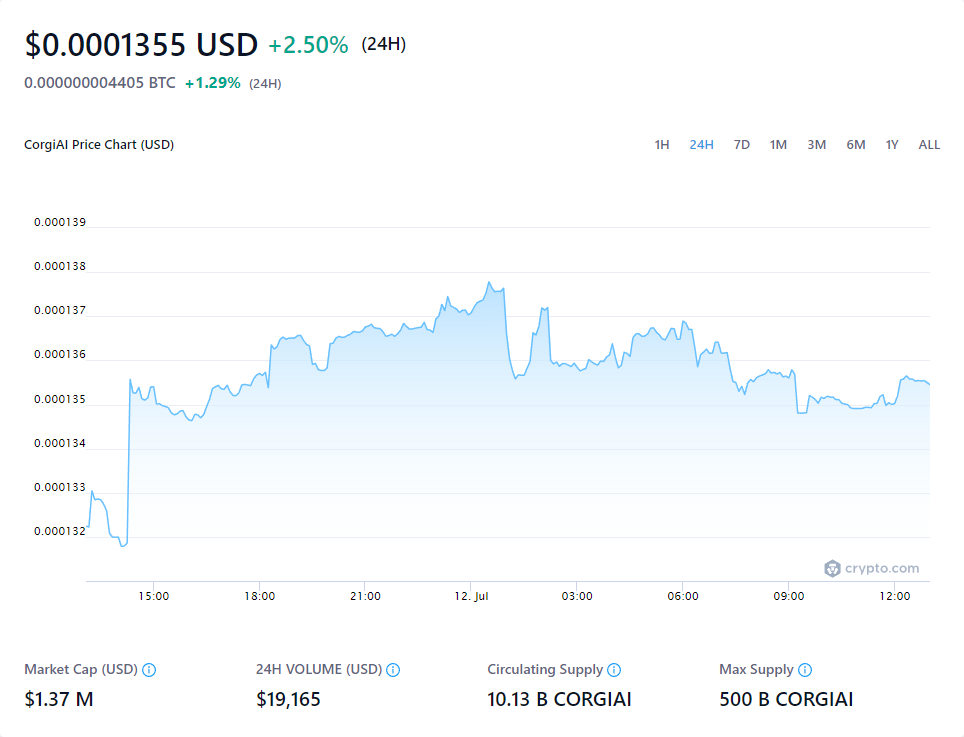 $0.0001355 USD +2.50% (24H)
0.000000004405 BTC +1.29% (24H)
CorgiAI Price Chart (USD)
1H 24H 7D 1M 3M 6M 1Y ALL
0.000139
0.000138
0.000137
0.000136
0.000135
0.000134
0.000133
0.000132
crypto.com
15:00 18:00 21:00 12. Jul 03:00 06:00 09:00 12:00
Market Cap (USD) 24H VOLUME (USD) Circulating Supply Max Supply
$1.37 M $19,165 10.13 B CORGIAI 500 B CORGIAI